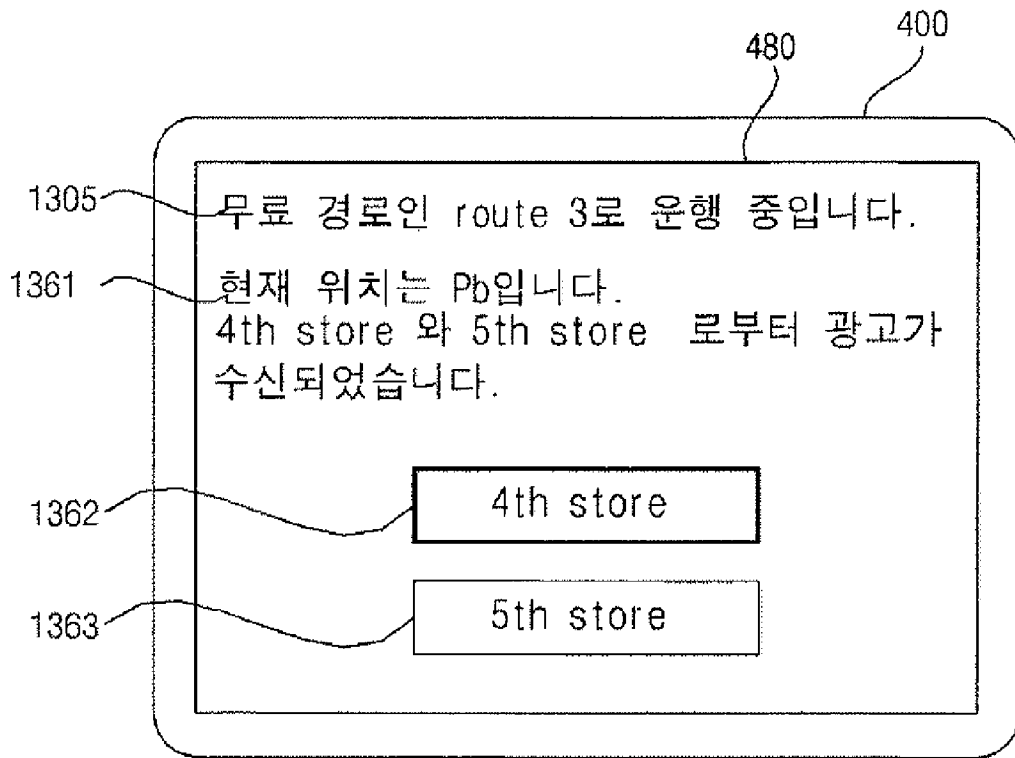 400
480
1305
무료 경로인 route 3로 운행 중입니다.
1361
현재 위치는 Pb입니다.
4th store 와 5th store 로부터 광고가
수신되었습니다.
1362
4th store
1363
5th store